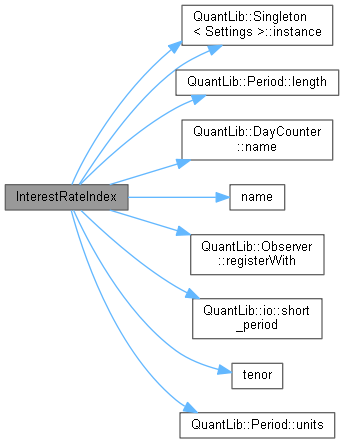 QuantLib::Singleton
< Settings >::instance
QuantLib::Period::length
QuantLib::DayCounter
::name
InterestRateIndex
name
QuantLib::Observer
::registerWith
QuantLib::io::short
_period
tenor
QuantLib::Period::units